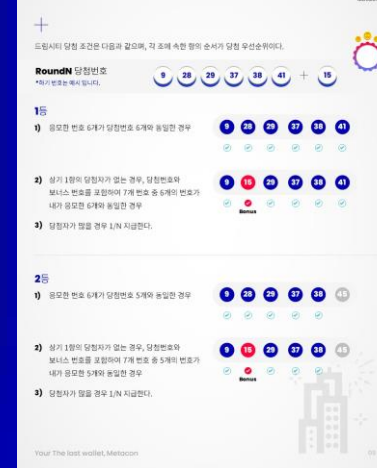 드림시티 당첨 조건은 다음과 같으며, 각 조에 속한 항의 순서가 당첨 우선순위이다.
RoundN 당첨번호
*하기 번호는 예시 입니다.
9 28 29 37 38 41 + 15
1등
1) 응모한 번호 6개가 당첨번호 6개와 동일한 경우
9 28 29 37 38 41
2) 상기 1항의 당첨자가 없는 경우, 당첨번호와
보너스 번호를 포함하여 7개 번호 중 6개의 번호가
내가 응모한 6개와 동일한 경우
9 15 29 37 38 41
Bonus
3) 당첨자가 많을 경우 1/N 지급한다.
2등
1) 응모한 번호 6개가 당첨번호 5개와 동일한 경우
9 28 29 37 38 45
2) 상기 1항의 당첨자가 없는 경우, 당첨번호와
보너스 번호를 포함하여 7개 번호 중 5개의 번호가
내가 응모한 5개와 동일한 경우
9 15 29 37 38 45
Bonus
3) 당첨자가 많을 경우 1/N 지급한다.
Your The last wallet, Metacon